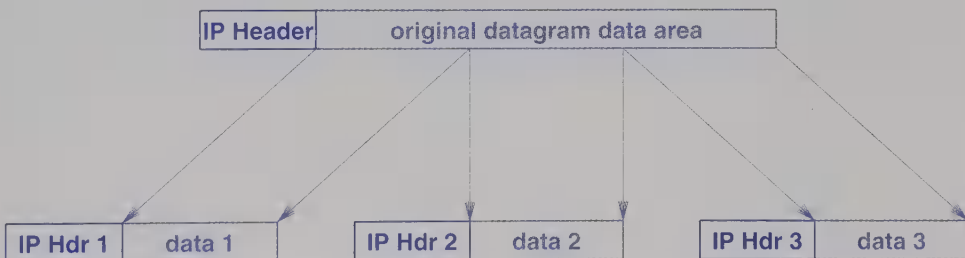 IP Header original datagram data area
IP Hdr 1 data 1 IP Hdr 2 data 2 IP Hdr 3 data 3